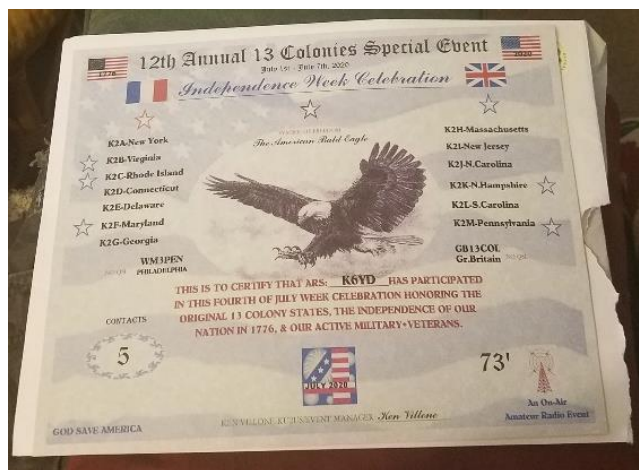 12th Annual 13 Colonies Special Event
July 1st - July 7th, 2020
1776
2020
Independence Week Celebration
The American Bald Eagle
K2A-New York
K2B-Virginia
K2C-Rhode Island
K2D-Connecticut
K2E-Delaware
K2F-Maryland
K2G-Georgia
WM3PEN
PHILADELPHIA
K2H-Massachusetts
K2I-New Jersey
K2J-N.Carolina
K2K-N.Hampshire
K2L-S.Carolina
K2M-Pennsylvania
GB13COL
Gr.Britain
THIS IS TO CERTIFY THAT ARS: K6YD HAS PARTICIPATED
IN THIS FOURTH OF JULY WEEK CELEBRATION HONORING THE
ORIGINAL 13 COLONY STATES, THE INDEPENDENCE OF OUR
NATION IN 1776, & OUR ACTIVE MILITARY*VETERANS.
CONTACTS
5
JULY 2020
73'
An On-Air
Amateur Radio Event
KEN VILLONE EVENT MANAGER Ken Villone
GOD SAVE AMERICA